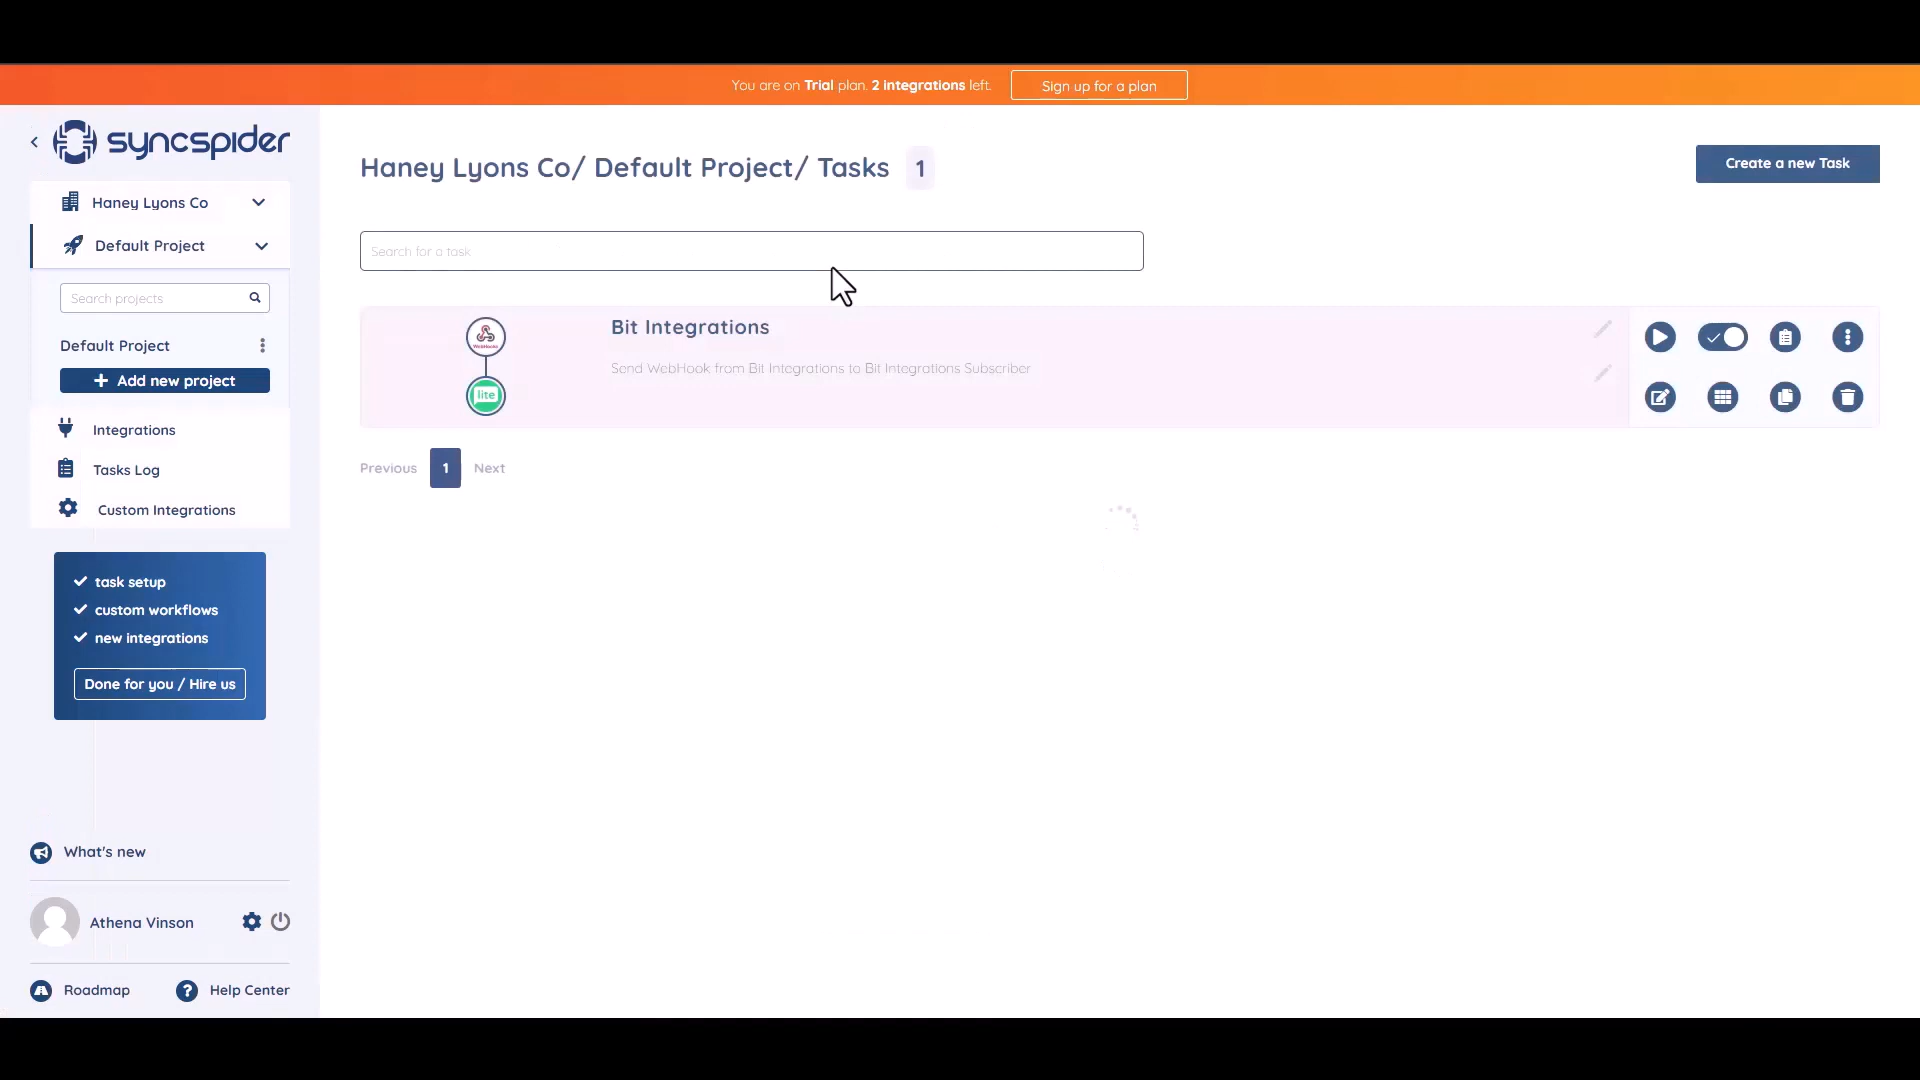 You are on Trial plan. 2 integrations left.
Sign up for a plan
syncspider
Haney Lyons Co
Default Project
Search projects
Default Project
Add new project
Integrations
Tasks Log
Custom Integrations
task setup
custom workflows
new integrations
Done for you / Hire us
What's new
Athena Vinson
Roadmap
Help Center
Haney Lyons Co/ Default Project/ Tasks 1
Create a new Task
Search for a task
WebHooks
lite
Bit Integrations
Send WebHook from Bit Integrations to Bit Integrations Subscriber
Previous 1 Next